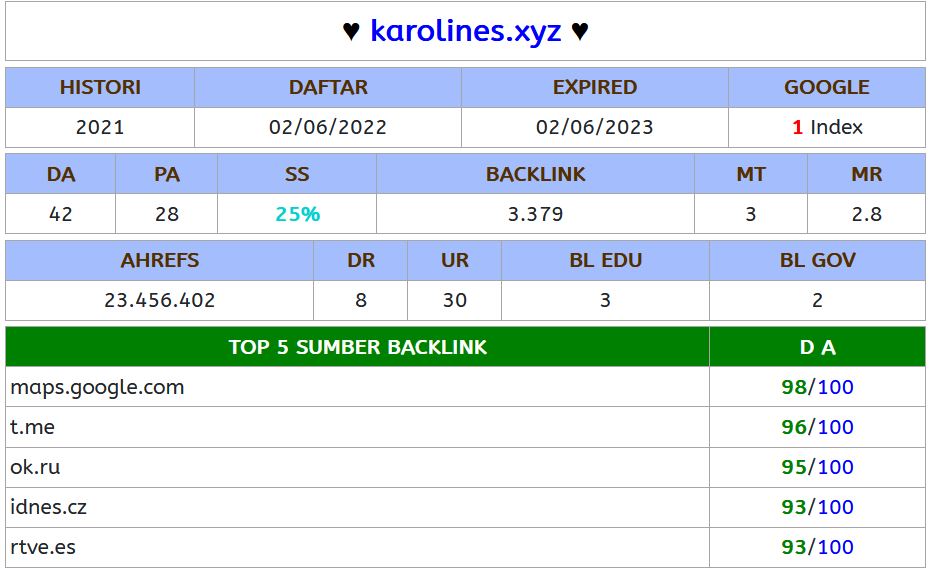 ♥ karolines.xyz ♥
HISTORI DAFTAR EXPIRED GOOGLE
2021 02/06/2022 02/06/2023 1 Index
DA PA SS BACKLINK MT MR
42 28 25% 3.379 3 2.8
AHREFS DR UR BL EDU BL GOV
23.456.402 8 30 3 2
TOP 5 SUMBER BACKLINK D A
maps.google.com 98/100
t.me 96/100
ok.ru 95/100
idnes.cz 93/100
rtve.es 93/100